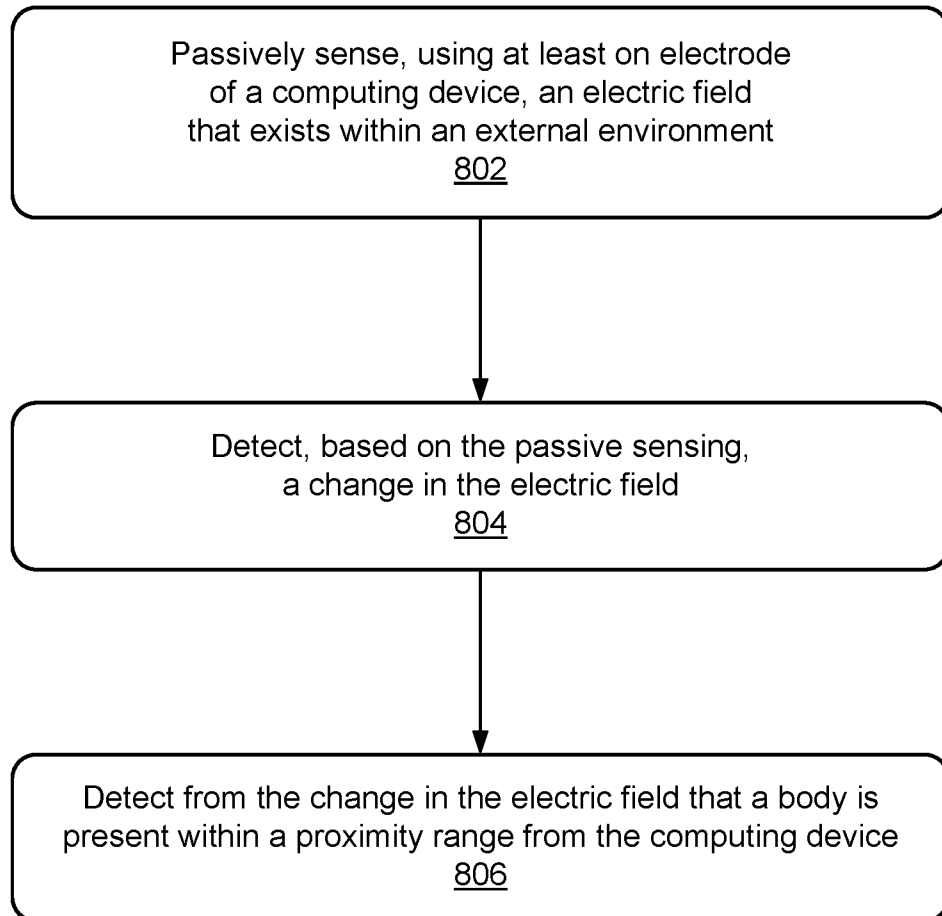 Passively sense, using at least on electrode
of a computing device, an electric field
that exists within an external environment
802
Detect, based on the passive sensing,
a change in the electric field
804
Detect from the change in the electric field that a body is
present within a proximity range from the computing device
806